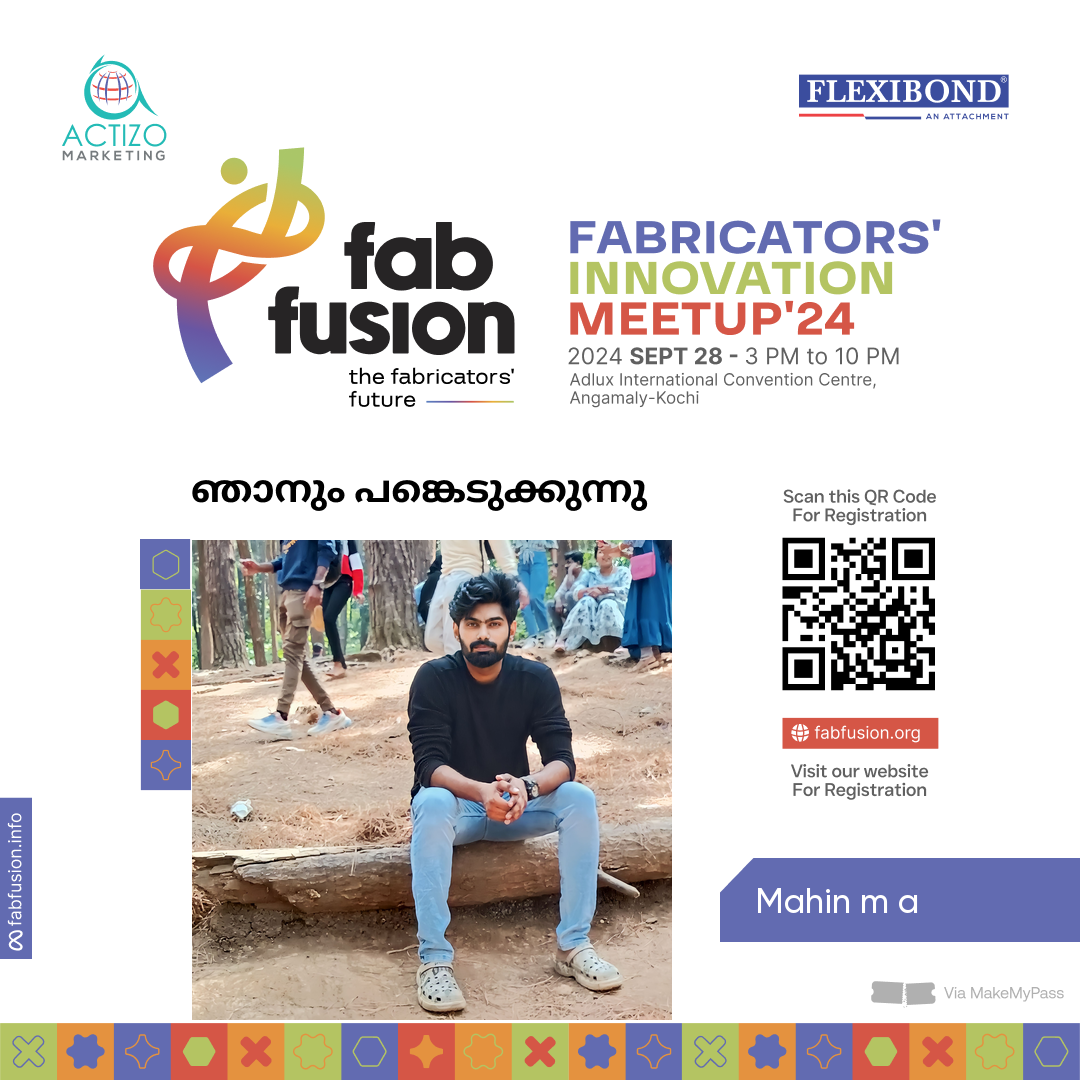 ACTIZO
MARKETING
FLEXIBOND®
AN ATTACHMENT
fab
fusion
the fabricators'
future
FABRICATORS'
INNOVATION
MEETUP'24
2024 SEPT 28 - 3 PM to 10 PM
Adlux International Convention Centre,
Angamaly-Kochi
ഞാനും പങ്കെടുക്കുന്നു
Scan this QR Code
For Registration
fabfusion.org
Visit our website
For Registration
fabfusion.info
Mahin m a
Via MakeMyPass